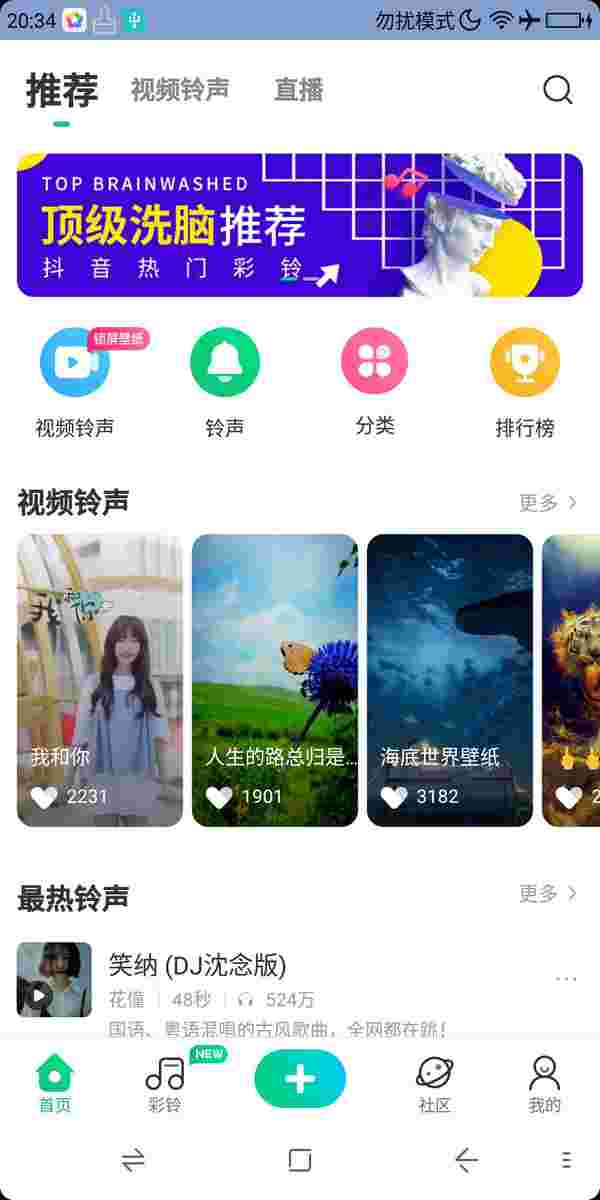 20:34
勿扰模式
推荐 视频铃声 直播
TOP BRAINWASHED
顶级洗脑推荐
抖音热门彩铃
锁屏壁纸
视频铃声 铃声 分类 排行榜
视频铃声 更多
我和你
我和你 人生的路总归是... 海底世界壁纸
2231 1901 3182 2
最热铃声 更多
笑纳 (DJ沈念版)
花僮 48秒 524万
国语、粤语混唱的古风歌曲，全网都在跳！
NEW
首页 彩铃 社区 我的